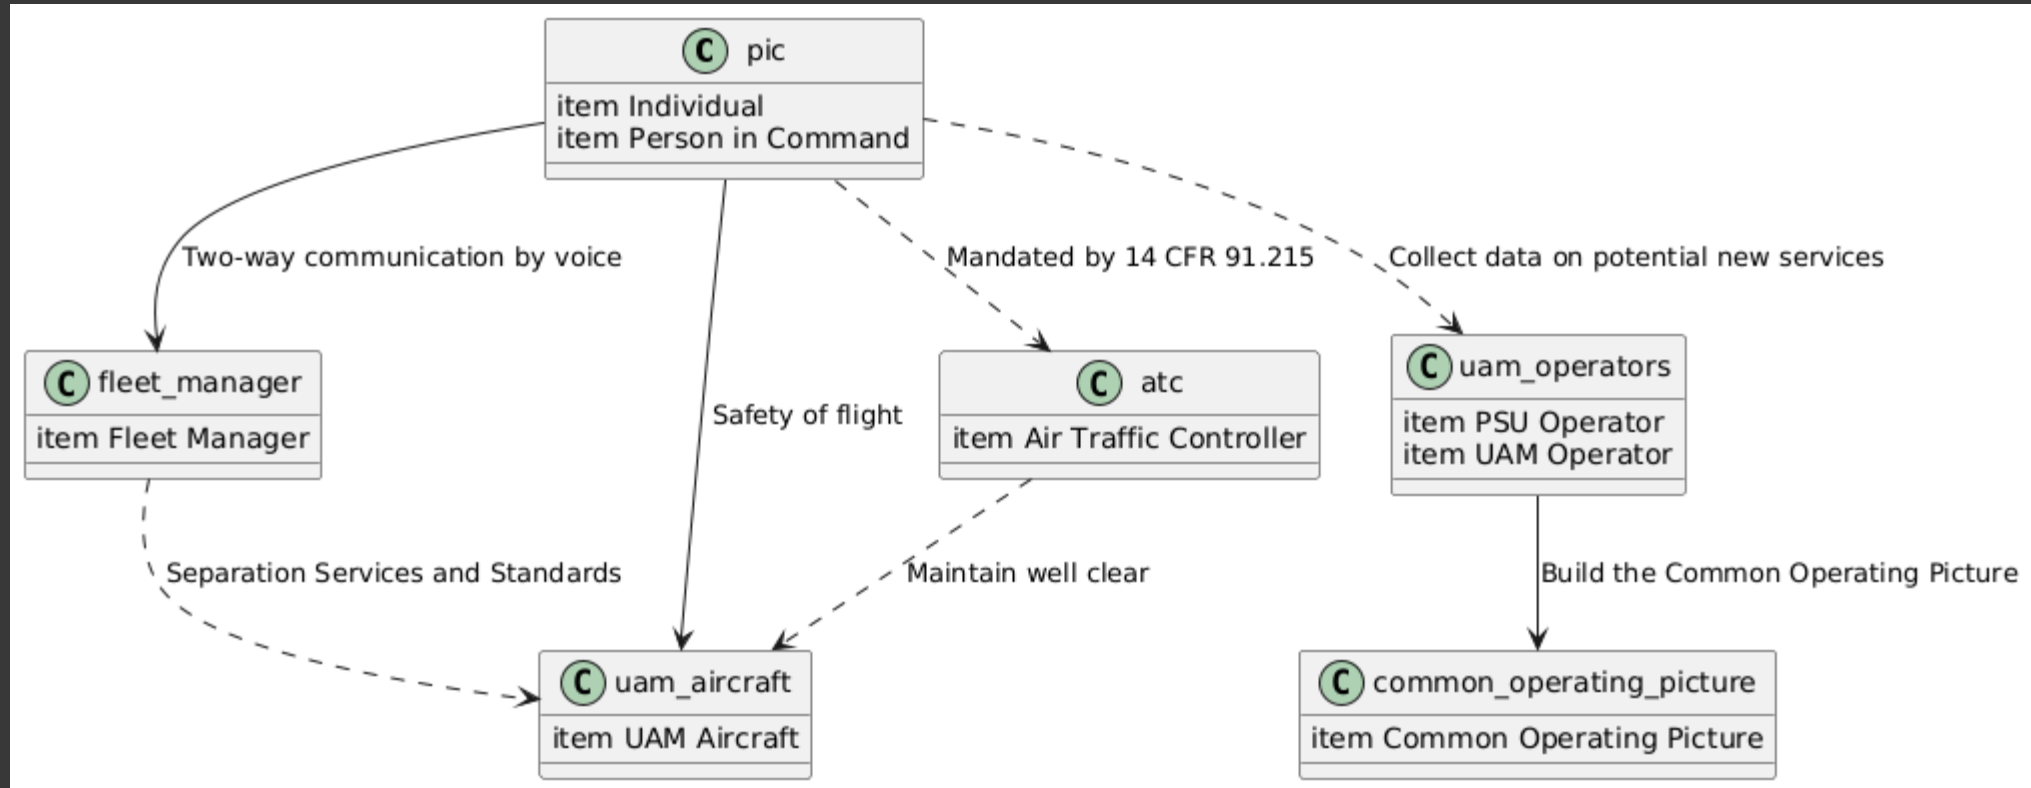 C pic
item Individual
item Person in Command
Two-way communication by voice
Mandated by 14 CFR 91.215
Collect data on potential new services
C fleet_manager
item Fleet Manager
Safety of flight
C atc
item Air Traffic Controller
C uam_operators
item PSU Operator
item UAM Operator
Separation Services and Standards
Maintain well clear
Build the Common Operating Picture
C uam_aircraft
item UAM Aircraft
C common_operating_picture
item Common Operating Picture